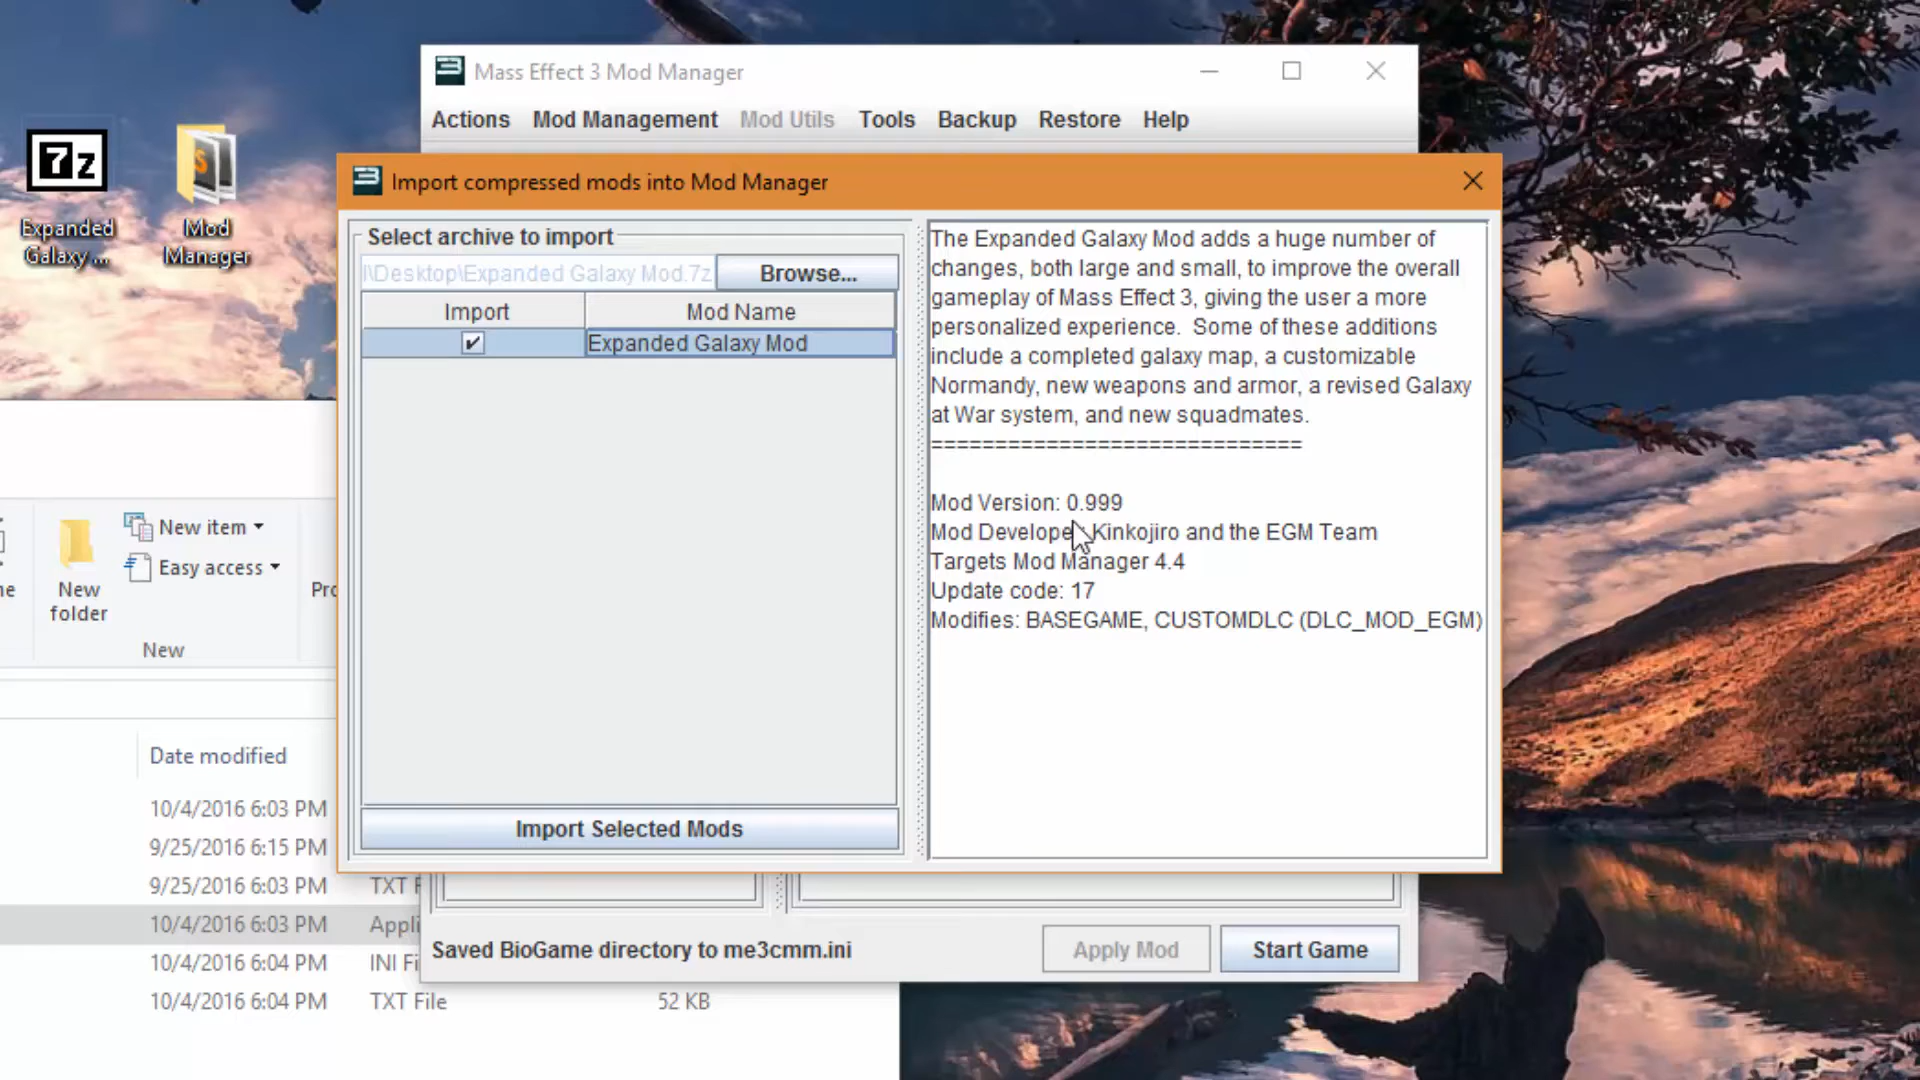 Mass Effect 3 Mod Manager
Actions Mod Management Mod Utils Tools Backup Restore Help
7z
Expanded
Galaxy ...
S
Mod
Manager
Import compressed mods into Mod Manager
Select archive to import
l\Desktop\Expanded Galaxy Mod.7z
Browse...
Import Mod Name
Expanded Galaxy Mod
Import Selected Mods
The Expanded Galaxy Mod adds a huge number of
changes, both large and small, to improve the overall
gameplay of Mass Effect 3, giving the user a more
personalized experience. Some of these additions
include a completed galaxy map, a customizable
Normandy, new weapons and armor, a revised Galaxy
at War system, and new squadmates.
=============================
Mod Version: 0.999
Mod Developer: Kinkojiro and the EGM Team
Targets Mod Manager 4.4
Update code: 17
Modifies: BASEGAME, CUSTOMDLC (DLC_MOD_EGM)
New item
Easy access
New
folder
New
Date modified
10/4/2016 6:03 PM
9/25/2016 6:15 PM
9/25/2016 6:03 PM TXT F
10/4/2016 6:03 PM Appli
10/4/2016 6:04 PM INI Fi
10/4/2016 6:04 PM TXT File 52 KB
Saved BioGame directory to me3cmm.ini
Apply Mod
Start Game